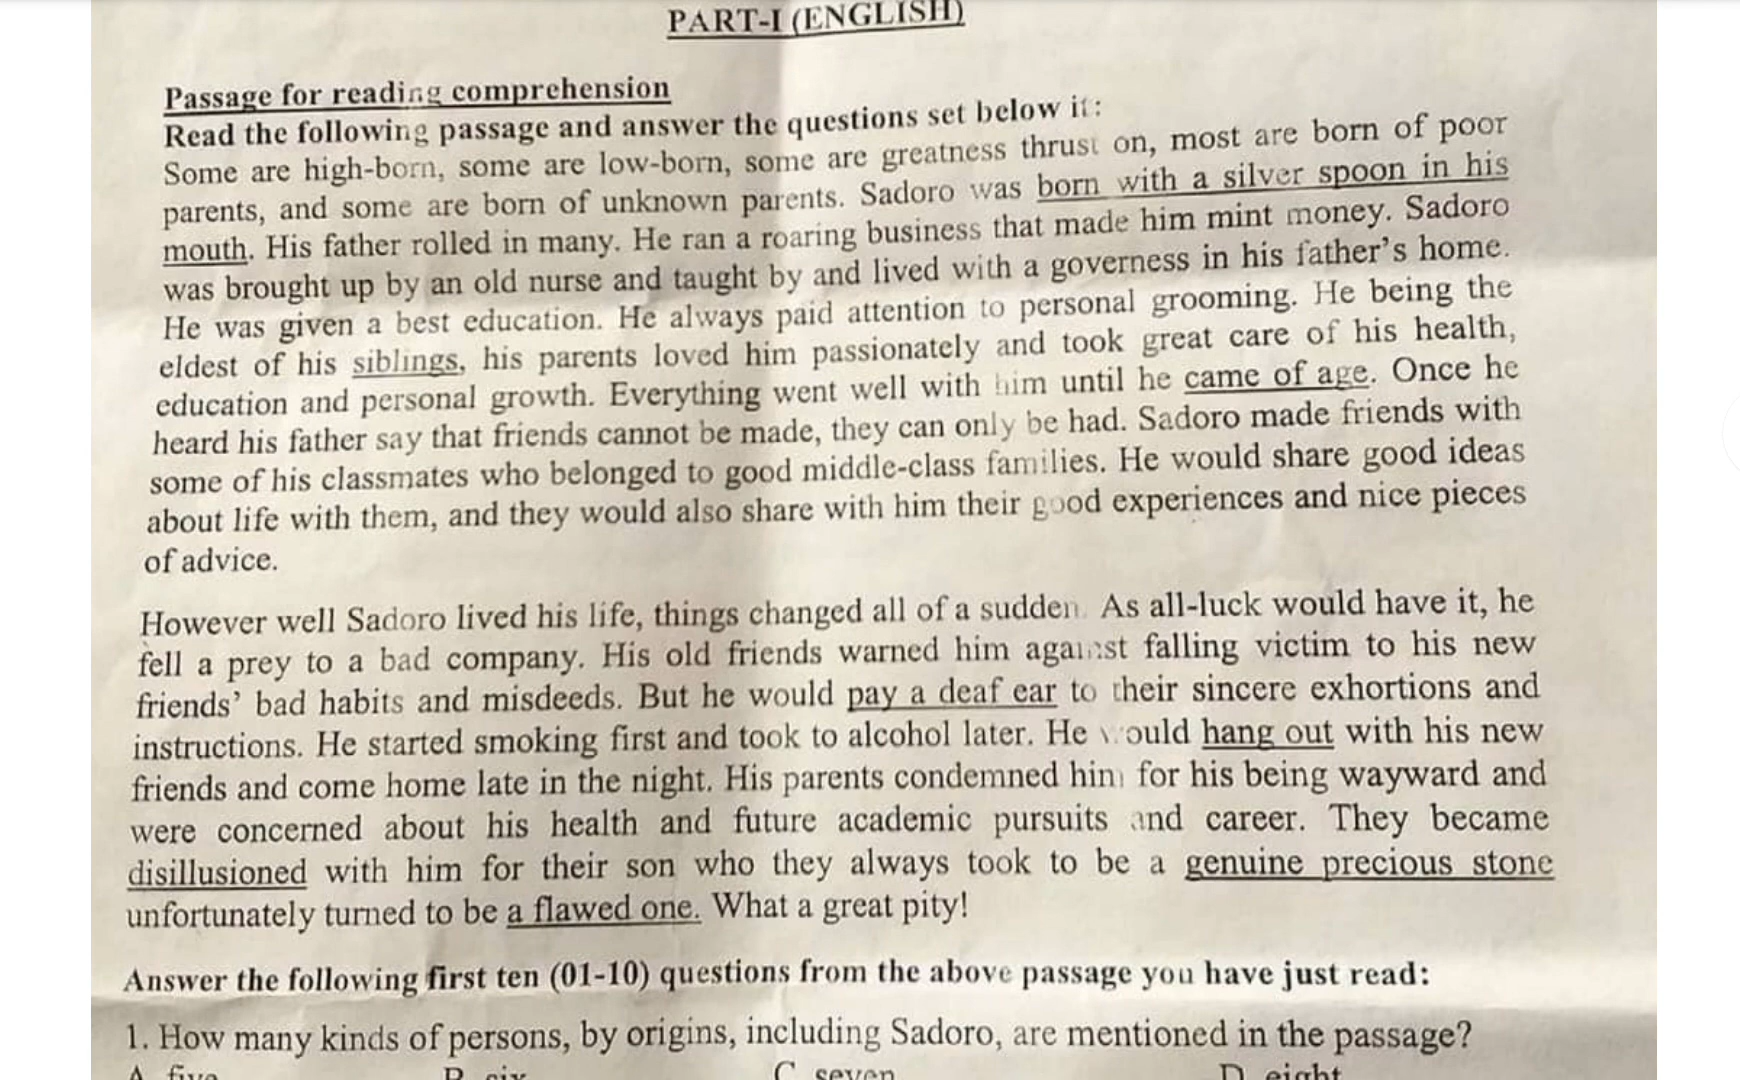 PART-I (ENGLISH)
Passage for reading comprehension
Read the following passage and answer the questions set below it:
Some are high-born, some are low-born, some are greatness thrust on, most are born of poor
parents, and some are born of unknown parents. Sadoro was born with a silver spoon in his
mouth. His father rolled in many. He ran a roaring business that made him mint money. Sadoro
was brought up by an old nurse and taught by and lived with a governess in his father's home.
He was given a best education. He always paid attention to personal grooming. He being the
eldest of his siblings, his parents loved him passionately and took great care of his health,
education and personal growth. Everything went well with him until he came of age. Once he
heard his father say that friends cannot be made, they can only be had. Sadoro made friends with
some of his classmates who belonged to good middle-class families. He would share good ideas
about life with them, and they would also share with him their good experiences and nice pieces
of advice.
However well Sadoro lived his life, things changed all of a sudden. As all-luck would have it, he
fell a prey to a bad company. His old friends warned him against falling victim to his new
friends' bad habits and misdeeds. But he would pay a deaf ear to their sincere exhortions and
instructions. He started smoking first and took to alcohol later. He would hang out with his new
friends and come home late in the night. His parents condemned him for his being wayward and
were concerned about his health and future academic pursuits and career. They became
disillusioned with him for their son who they always took to be a genuine precious stone
unfortunately turned to be a flawed one. What a great pity!
Answer the following first ten (01-10) questions from the above passage you have just read:
1. How many kinds of persons, by origins, including Sadoro, are mentioned in the passage?
A. five B. six C. seven D. eight